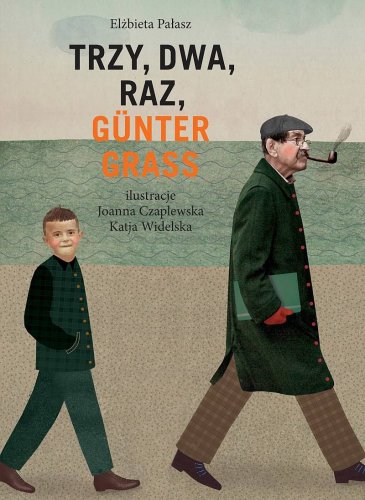 Elżbieta Pałasz
TRZY, DWA,
RAZ,
GÜNTER
GRASS
ilustracje
Joanna Czaplewska
Katja Widelska